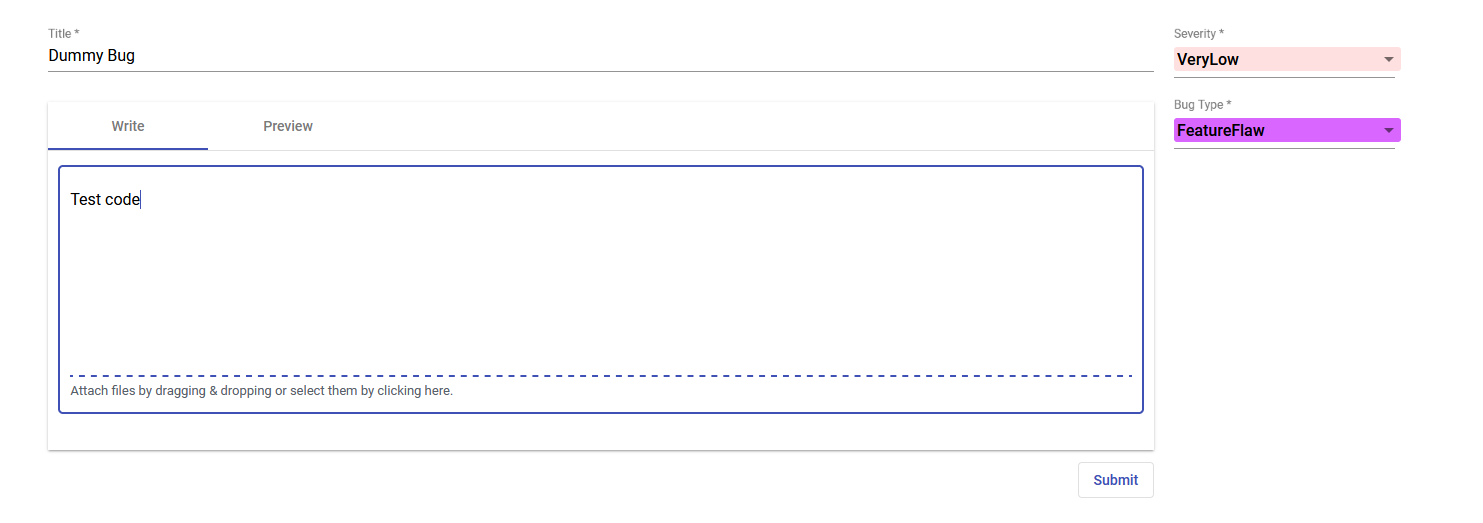 Title *
Dummy Bug
Severity *
VeryLow
Bug Type *
FeatureFlaw
Write
Preview
Test code
Attach files by dragging & dropping or select them by clicking here.
Submit